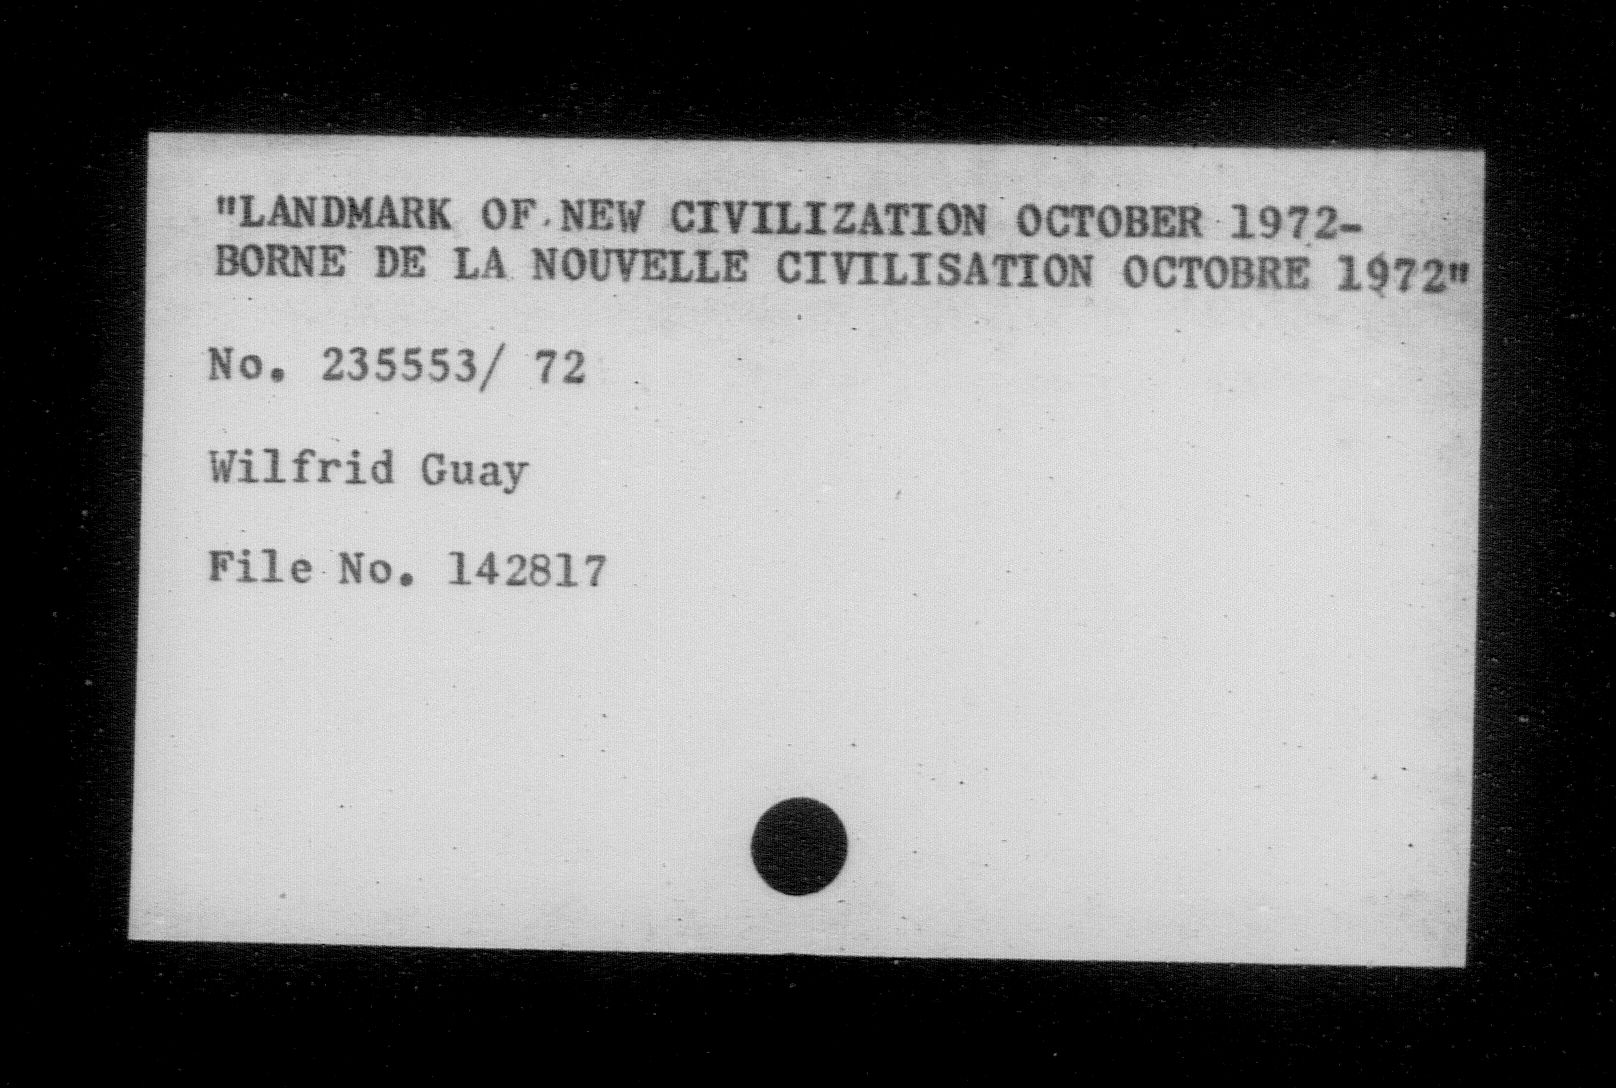 "LANDMARK OF NEW CIVILIZATION OCTOBER 1972-
BORNE DE LA NOUVELLE CIVILISATION OCTOBRE 1972"
No. 235553/ 72
Wilfrid Guay
File No. 142817